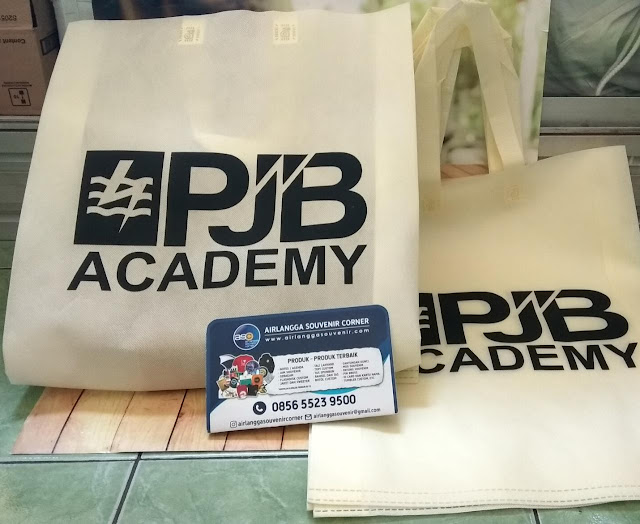 PJB
ACADEMY
PJB
ACADEMY
AIRLANGGA SOUVENIR CORNER
www.airlanggasouvenir.com
PRODUK - PRODUK TERBAIK
0856 5523 9500
airlanggasouvenircorner
airlanggasouvenir@gmail.com